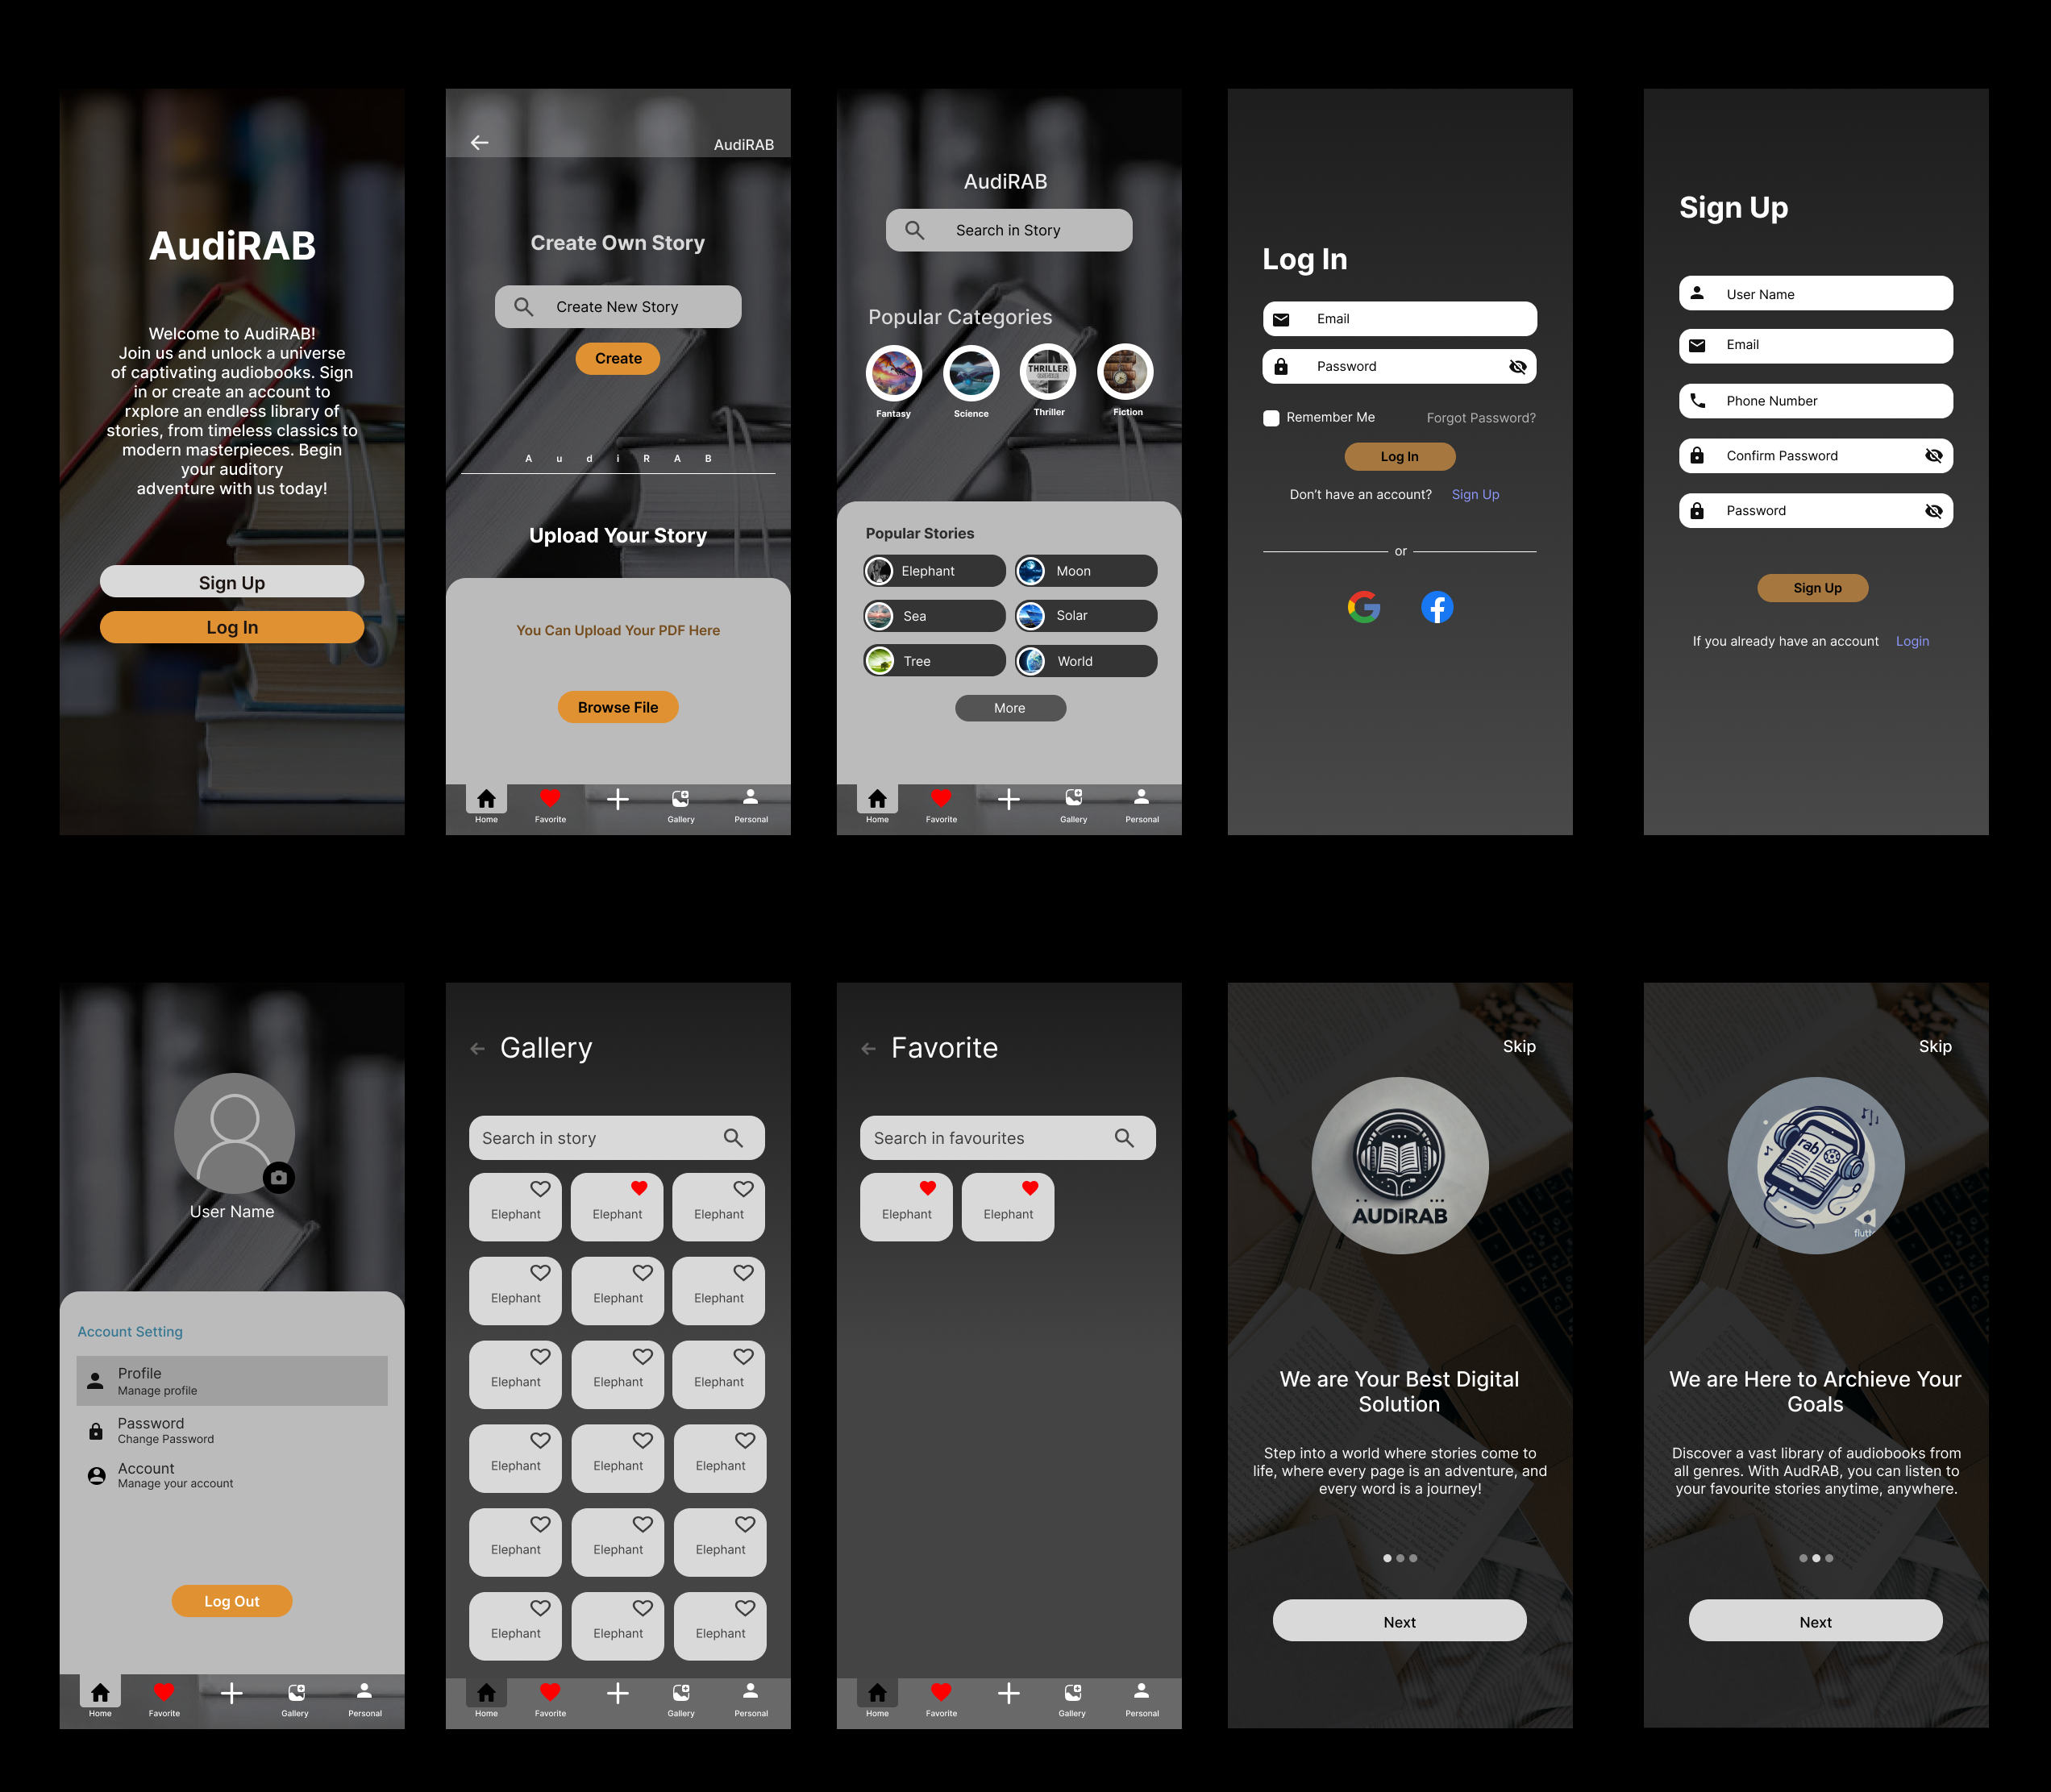 AudiRAB
Welcome to AudiRAB!
Join us and unlock a universe
of captivating audiobooks. Sign
in or create an account to
rxplore an endless library of
stories, from timeless classics to
modern masterpieces. Begin
your auditory
adventure with us today!
Sign Up
Log In
AudiRAB
Create Own Story
Create New Story
Create
A u d i R A B
Upload Your Story
You Can Upload Your PDF Here
Browse File
Home Favorite Gallery Personal
AudiRAB
Search in Story
Popular Categories
THRILLER
Fantasy Science Thriller Fiction
Popular Stories
Elephant Moon
Sea Solar
Tree World
More
Home Favorite Gallery Personal
Log In
Email
Password
Remember Me Forgot Password?
Log In
Don't have an account? Sign Up
or
Sign Up
User Name
Email
Phone Number
Confirm Password
Password
Sign Up
If you already have an account Login
User Name
Account Setting
Profile
Manage profile
Password
Change Password
Account
Manage your account
Log Out
Home Favorite Gallery Personal
Gallery
Search in story
Elephant Elephant Elephant
Elephant Elephant Elephant
Elephant Elephant Elephant
Elephant Elephant Elephant
Elephant Elephant Elephant
Elephant Elephant Elephant
Home Favorite Gallery Personal
Favorite
Search in favourites
Elephant Elephant
Home Favorite Gallery Personal
Skip
AUDiRAB
We are Your Best Digital
Solution
Step into a world where stories come to
life, where every page is an adventure, and
every word is a journey!
Next
Skip
rab
flutt
We are Here to Archieve Your
Goals
Discover a vast library of audiobooks from
all genres. With AudRAB, you can listen to
your favourite stories anytime, anywhere.
Next